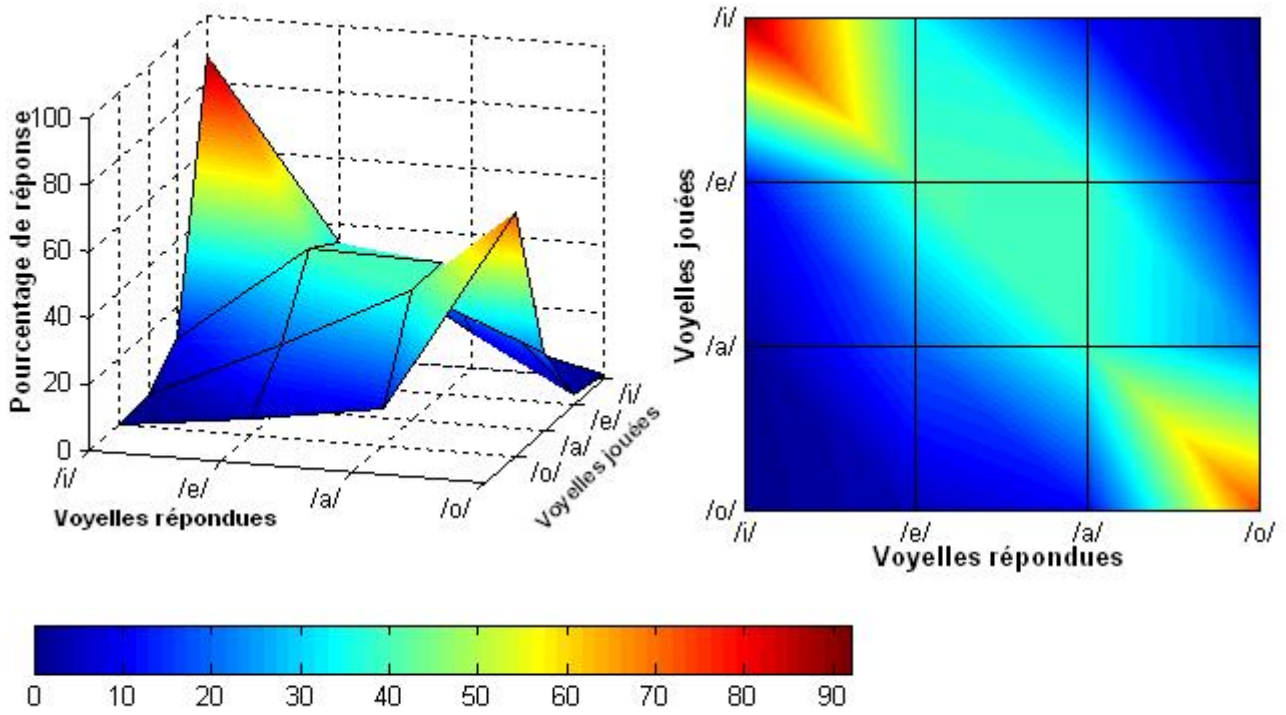 Pourcentage de réponse
100
80
60
40
20
0
/i/
/e/
/a/
/o/
Voyelles répondues
/o/
/a/
/e/
/i/
Voyelles jouées
/i/
/e/
/a/
/o/
Voyelles jouées
/i/
/e/
/a/
/o/
Voyelles répondues
0 10 20 30 40 50 60 70 80 90